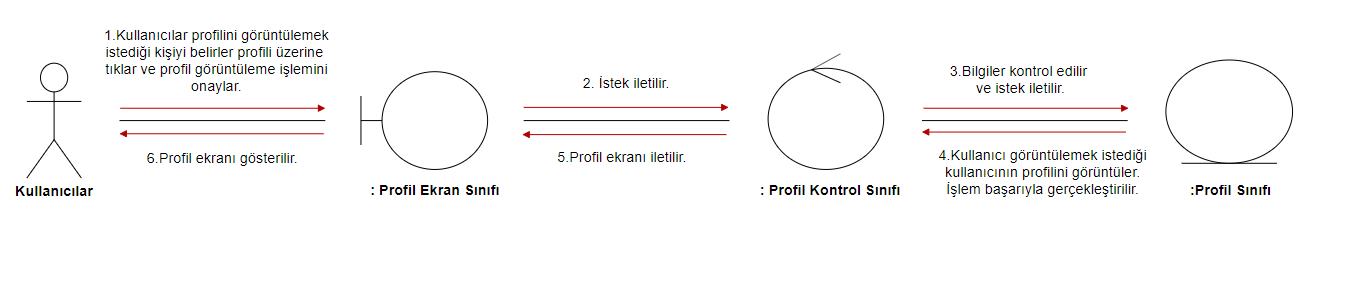 1.Kullanıcılar profilini görüntülemek
istediği kişiyi belirler profili üzerine
tıklar ve profil görüntüleme işlemini
onaylar.
6.Profil ekranı gösterilir.
Kullanıcılar
: Profil Ekran Sınıfı
2. İstek iletilir.
5.Profil ekranı iletilir.
: Profil Kontrol Sınıfı
3.Bilgiler kontrol edilir
ve istek iletilir.
4.Kullanıcı görüntülemek istediği
kullanıcının profilini görüntüler.
İşlem başarıyla gerçekleştirilir.
:Profil Sınıfı